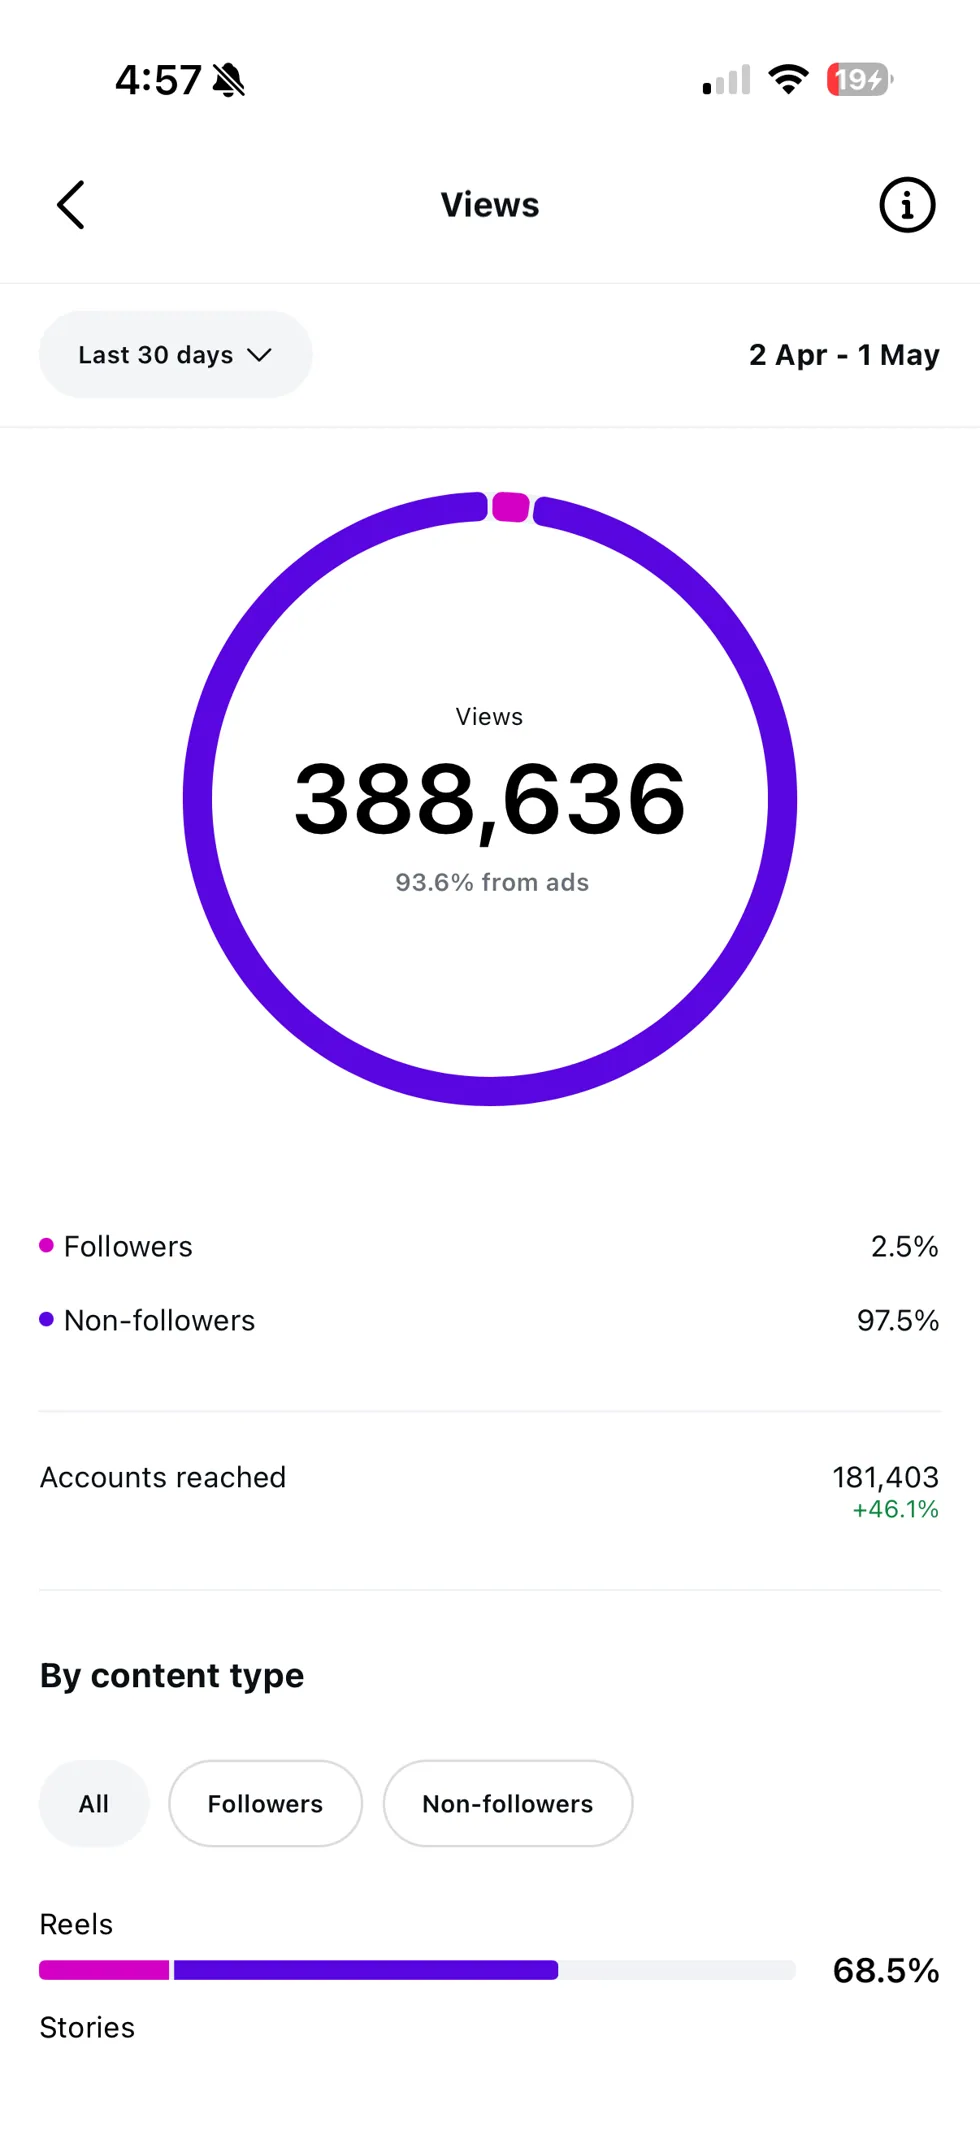 4:57
19
Views
Last 30 days
2 Apr - 1 May
Views
388,636
93.6% from ads
Followers 2.5%
Non-followers 97.5%
Accounts reached 181,403
+46.1%
By content type
All Followers Non-followers
Reels
68.5%
Stories